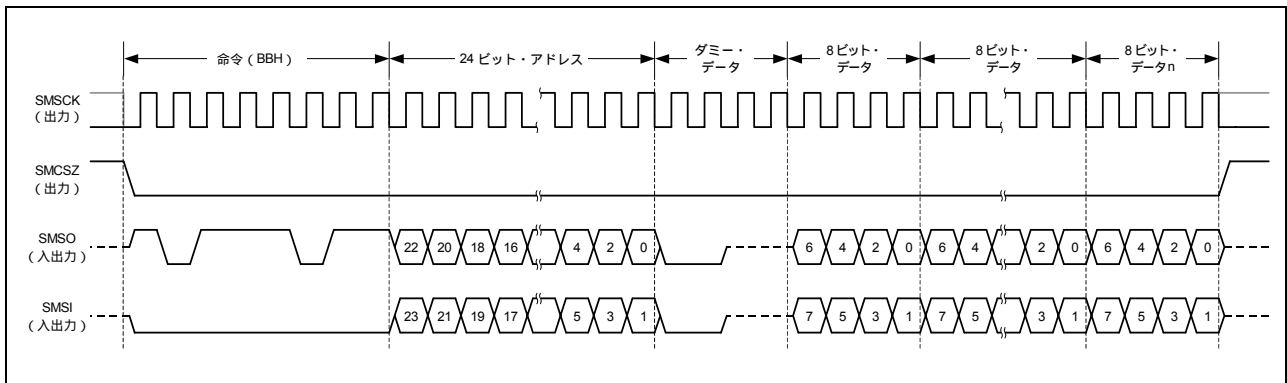 命令（BBH）
24 ビット・アドレス
ダミー・
データ
8ビット・
データ
8ビット・
データ
8ビット・
データn
SMSCK
（出力）
SMCSZ
（出力）
SMSO
（入出力）
22 20 18 16 4 2 0 6 4 2 0 6 4 2 0 6 4 2 0
SMSI
（入出力）
23 21 19 17 5 3 1 7 5 3 1 7 5 3 1 7 5 3 1